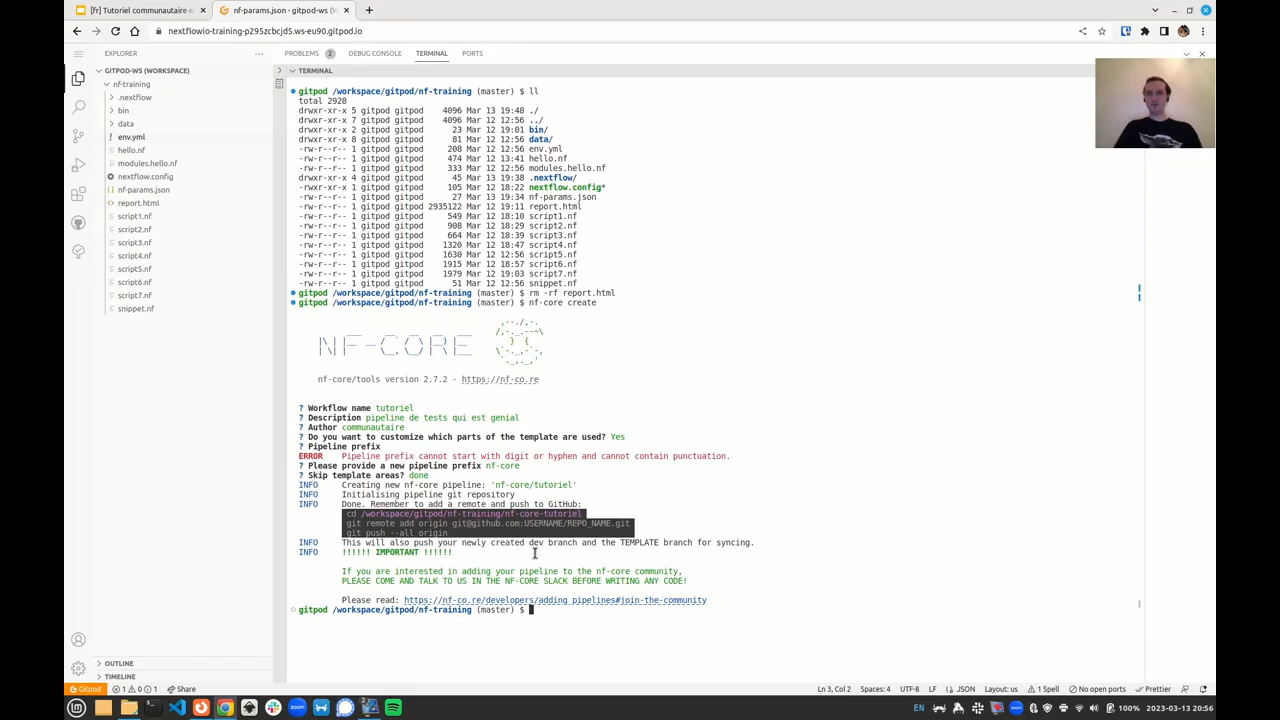 [fr] Tutoriel communautaire e
nf-params.json - gitpod-ws (W
nextflowio-training-p295zcbcjd5.ws-eu90.gitpod.io
EXPLORER
PROBLEMS 2 DEBUG CONSOLE TERMINAL PORTS
GITPOD-WS (WORKSPACE)
nf-training
.nextflow
bin
data
env.yml
hello.nf
modules.hello.nf
nextflow.config
nf-params.json
report.html
script1.nf
script2.nf
script3.nf
script4.nf
script5.nf
script6.nf
script7.nf
snippet.nf
OUTLINE
TIMELINE
TERMINAL
gitpod /workspace/gitpod/nf-training (master) $ ll
total 2928
drwxr-xr-x 5 gitpod gitpod 4096 Mar 13 19:48 ./
drwxr-xr-x 7 gitpod gitpod 4096 Mar 12 12:56 ../
drwxr-xr-x 2 gitpod gitpod 23 Mar 12 19:01 bin/
drwxr-xr-x 8 gitpod gitpod 81 Mar 12 12:56 data/
-rw-r--r-- 1 gitpod gitpod 208 Mar 12 12:56 env.yml
-rw-r--r-- 1 gitpod gitpod 474 Mar 12 13:41 hello.nf
-rw-r--r-- 1 gitpod gitpod 333 Mar 12 12:56 modules.hello.nf
drwxr-xr-x 4 gitpod gitpod 45 Mar 13 19:38 .nextflow/
-rwxr-xr-x 1 gitpod gitpod 105 Mar 12 18:22 nextflow.config*
-rw-r--r-- 1 gitpod gitpod 27 Mar 13 19:34 nf-params.json
-rw-r--r-- 1 gitpod gitpod 2935122 Mar 12 19:11 report.html
-rw-r--r-- 1 gitpod gitpod 549 Mar 12 18:10 script1.nf
-rw-r--r-- 1 gitpod gitpod 908 Mar 12 18:29 script2.nf
-rw-r--r-- 1 gitpod gitpod 664 Mar 12 18:39 script3.nf
-rw-r--r-- 1 gitpod gitpod 1320 Mar 12 18:47 script4.nf
-rw-r--r-- 1 gitpod gitpod 1630 Mar 12 12:56 script5.nf
-rw-r--r-- 1 gitpod gitpod 1915 Mar 12 18:57 script6.nf
-rw-r--r-- 1 gitpod gitpod 1979 Mar 12 19:03 script7.nf
-rw-r--r-- 1 gitpod gitpod 51 Mar 12 12:56 snippet.nf
gitpod /workspace/gitpod/nf-training (master) $ rm -rf report.html
gitpod /workspace/gitpod/nf-training (master) $ nf-core create
nf-core/tools version 2.7.2 - https://nf-co.re
? Workflow name tutoriel
? Description pipeline de tests qui est genial
? Author communautaire
? Do you want to customize which parts of the template are used? Yes
? Pipeline prefix
ERROR Pipeline prefix cannot start with digit or hyphen and cannot contain punctuation.
? Please provide a new pipeline prefix nf-core
? Skip template areas? done
INFO Creating new nf-core pipeline: 'nf-core/tutoriel'
INFO Initialising pipeline git repository
INFO Done. Remember to add a remote and push to GitHub:
cd /workspace/gitpod/nf-training/nf-core-tutoriel
git remote add origin git@github.com:USERNAME/REPO_NAME.git
git push --all origin
INFO This will also push your newly created dev branch and the TEMPLATE branch for syncing.
INFO !!!!!! IMPORTANT !!!!!!
If you are interested in adding your pipeline to the nf-core community,
PLEASE COME AND TALK TO US IN THE NF-CORE SLACK BEFORE WRITING ANY CODE!
Please read: https://nf-co.re/developers/adding_pipelines#join-the-community
gitpod /workspace/gitpod/nf-training (master) $
Gitpod 1 0 1 Share
Ln 3, Col 2 Spaces: 4 UTF-8 LF JSON Layout: us 1 Spell No open ports Prettier
EN 100% 2023-03-13 20:56